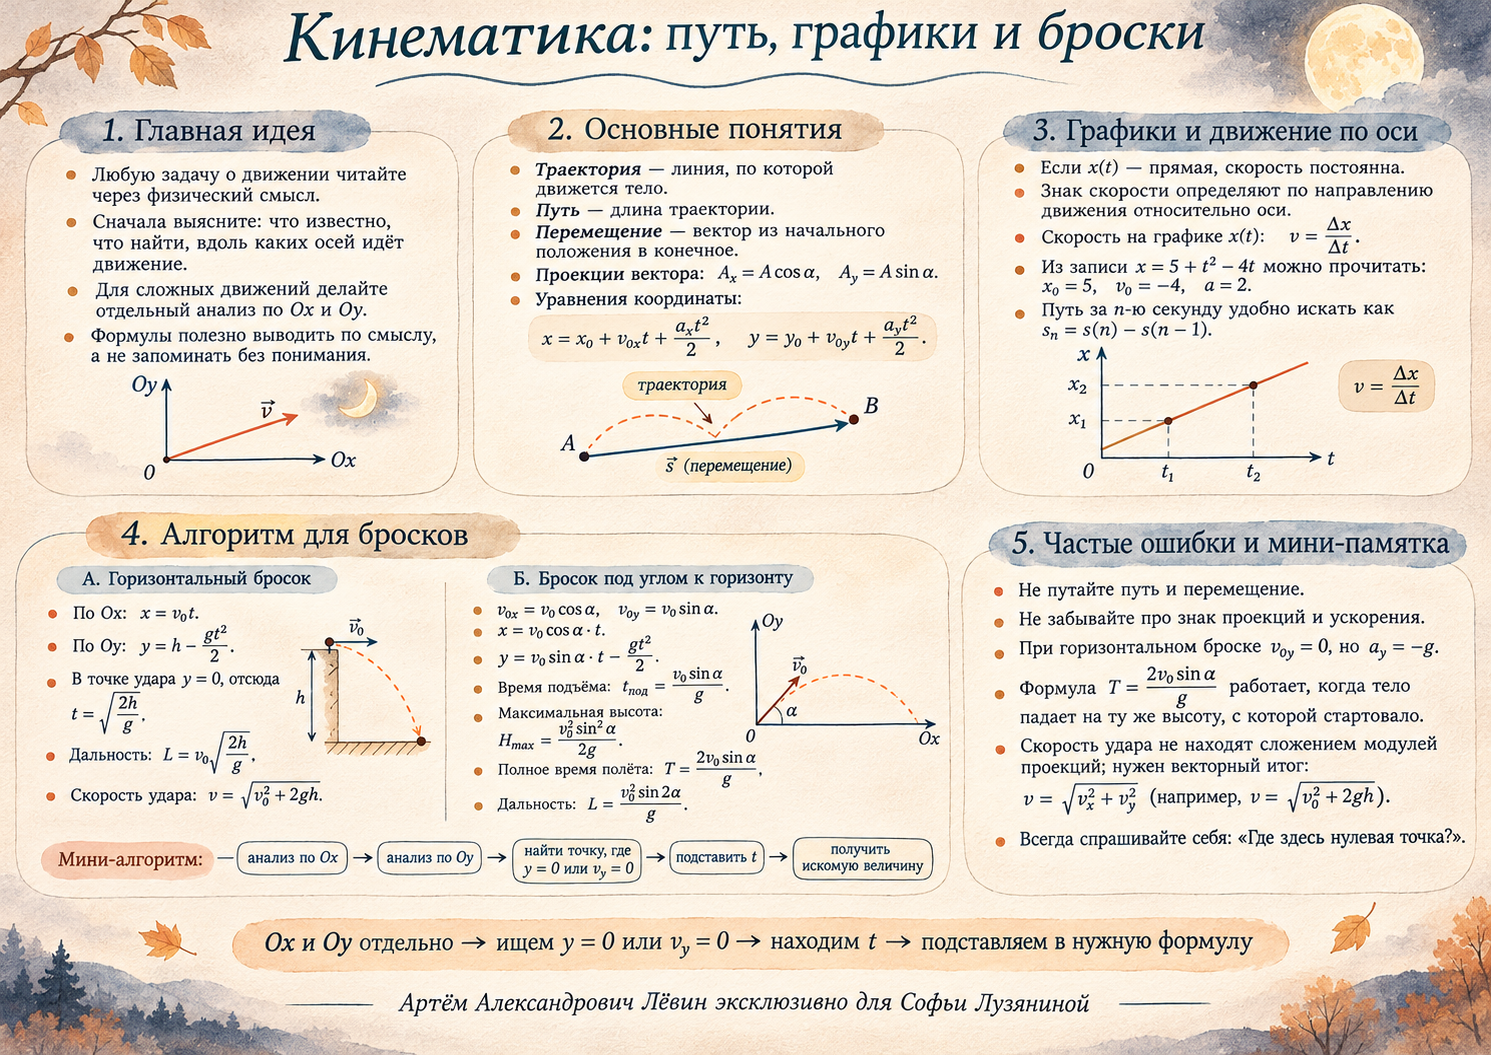 Кинематика: путь, графики и броски
1. Главная идея
Любую задачу о движении читайте
через физический смысл.
Сначала выясните: что известно,
что найти, вдоль каких осей идёт
движение.
Для сложных движений делайте
отдельный анализ по Ox и Oy.
Формулы полезно выводить по смыслу,
а не запоминать без понимания.
Oy
v⃗
0
Ox
2. Основные понятия
Траектория — линия, по которой
движется тело.
Путь — длина траектории.
Перемещение — вектор из начального
положения в конечное.
Проекции вектора: Aₓ = A cos α, A_y = A sin α.
Уравнения координаты:
x = x₀ + v₀ₓt + aₓt²/2 , y = y₀ + v₀_yt + a_yt²/2 .
траектория
A
B
s⃗ (перемещение)
3. Графики и движение по оси
Если x(t) — прямая, скорость постоянна.
Знак скорости определяют по направлению
движения относительно оси.
Скорость на графике x(t): v = Δx/Δt .
Из записи x = 5 + t² − 4t можно прочитать:
x₀ = 5, v₀ = −4, a = 2.
Путь за n-ю секунду удобно искать как
sₙ = s(n) − s(n − 1).
x
x₂
x₁
0
t₁
t₂
t
v = Δx/Δt
4. Алгоритм для бросков
А. Горизонтальный бросок
По Ox: x = v₀t.
По Oy: y = h − gt²/2 .
В точке удара y = 0, отсюда
t = √(2h/g) ,
Дальность: L = v₀√(2h/g) ,
Скорость удара: v = √(v₀² + 2gh).
v⃗₀
h
Б. Бросок под углом к горизонту
v₀ₓ = v₀ cos α, v₀_y = v₀ sin α.
x = v₀ cos α · t.
y = v₀ sin α · t − gt²/2 .
Время подъёма: t_под = v₀ sin α/g .
Максимальная высота:
H_max = v₀² sin² α/2g .
Полное время полёта: T = 2v₀ sin α/g ,
Дальность: L = v₀² sin 2α/g .
Oy
v⃗₀
α
0
Ox
Мини-алгоритм: — анализ по Ox → анализ по Oy → найти точку, где y = 0 или v_y = 0 → подставить t → получить искомую величину
5. Частые ошибки и мини-памятка
Не путайте путь и перемещение.
Не забывайте про знак проекций и ускорения.
При горизонтальном броске v₀_y = 0, но a_y = −g.
Формула T = 2v₀ sin α/g работает, когда тело
падает на ту же высоту, с которой стартовало.
Скорость удара не находят сложением модулей
проекций; нужен векторный итог:
v = √(vₓ² + v_y²) (например, v = √(v₀² + 2gh).
Всегда спрашивайте себя: «Где здесь нулевая точка?».
Ox и Oy отдельно → ищем y = 0 или v_y = 0 → находим t → подставляем в нужную формулу
Артём Александрович Лёвин эксклюзивно для Софьи Лузяниной